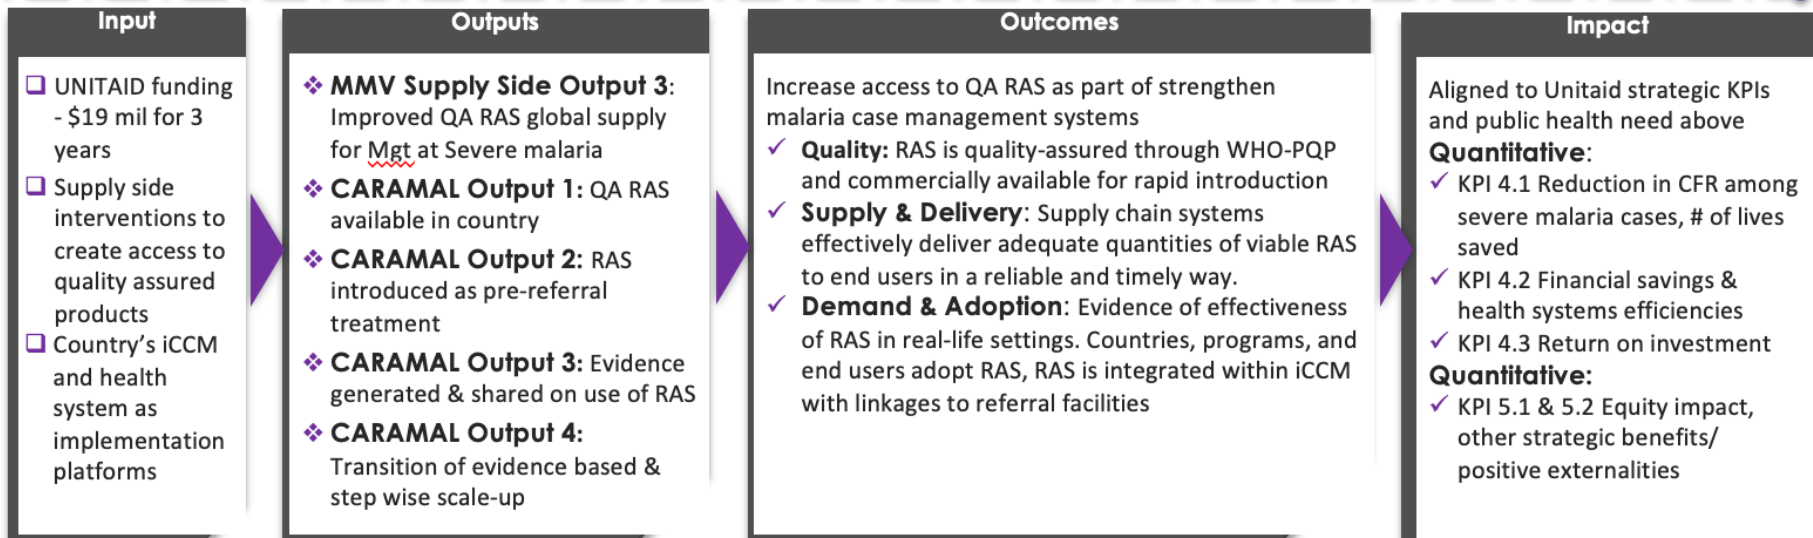 Input
UNITAID funding
- $19 mil for 3
years
Supply side
interventions to
create access to
quality assured
products
Country's iCCM
and health
system as
implementation
platforms
Outputs
MMV Supply Side Output 3:
Improved QA RAS global supply
for Mgt at Severe malaria
CARAMAL Output 1: QA RAS
available in country
CARAMAL Output 2: RAS
introduced as pre-referral
treatment
CARAMAL Output 3: Evidence
generated & shared on use of RAS
CARAMAL Output 4:
Transition of evidence based &
step wise scale-up
Outcomes
Increase access to QA RAS as part of strengthen
malaria case management systems
Quality: RAS is quality-assured through WHO-PQP
and commercially available for rapid introduction
Supply & Delivery: Supply chain systems
effectively deliver adequate quantities of viable RAS
to end users in a reliable and timely way.
Demand & Adoption: Evidence of effectiveness
of RAS in real-life settings. Countries, programs, and
end users adopt RAS, RAS is integrated within iCCM
with linkages to referral facilities
Impact
Aligned to Unitaid strategic KPIs
and public health need above
Quantitative:
KPI 4.1 Reduction in CFR among
severe malaria cases, # of lives
saved
KPI 4.2 Financial savings &
health systems efficiencies
KPI 4.3 Return on investment
Quantitative:
KPI 5.1 & 5.2 Equity impact,
other strategic benefits/
positive externalities